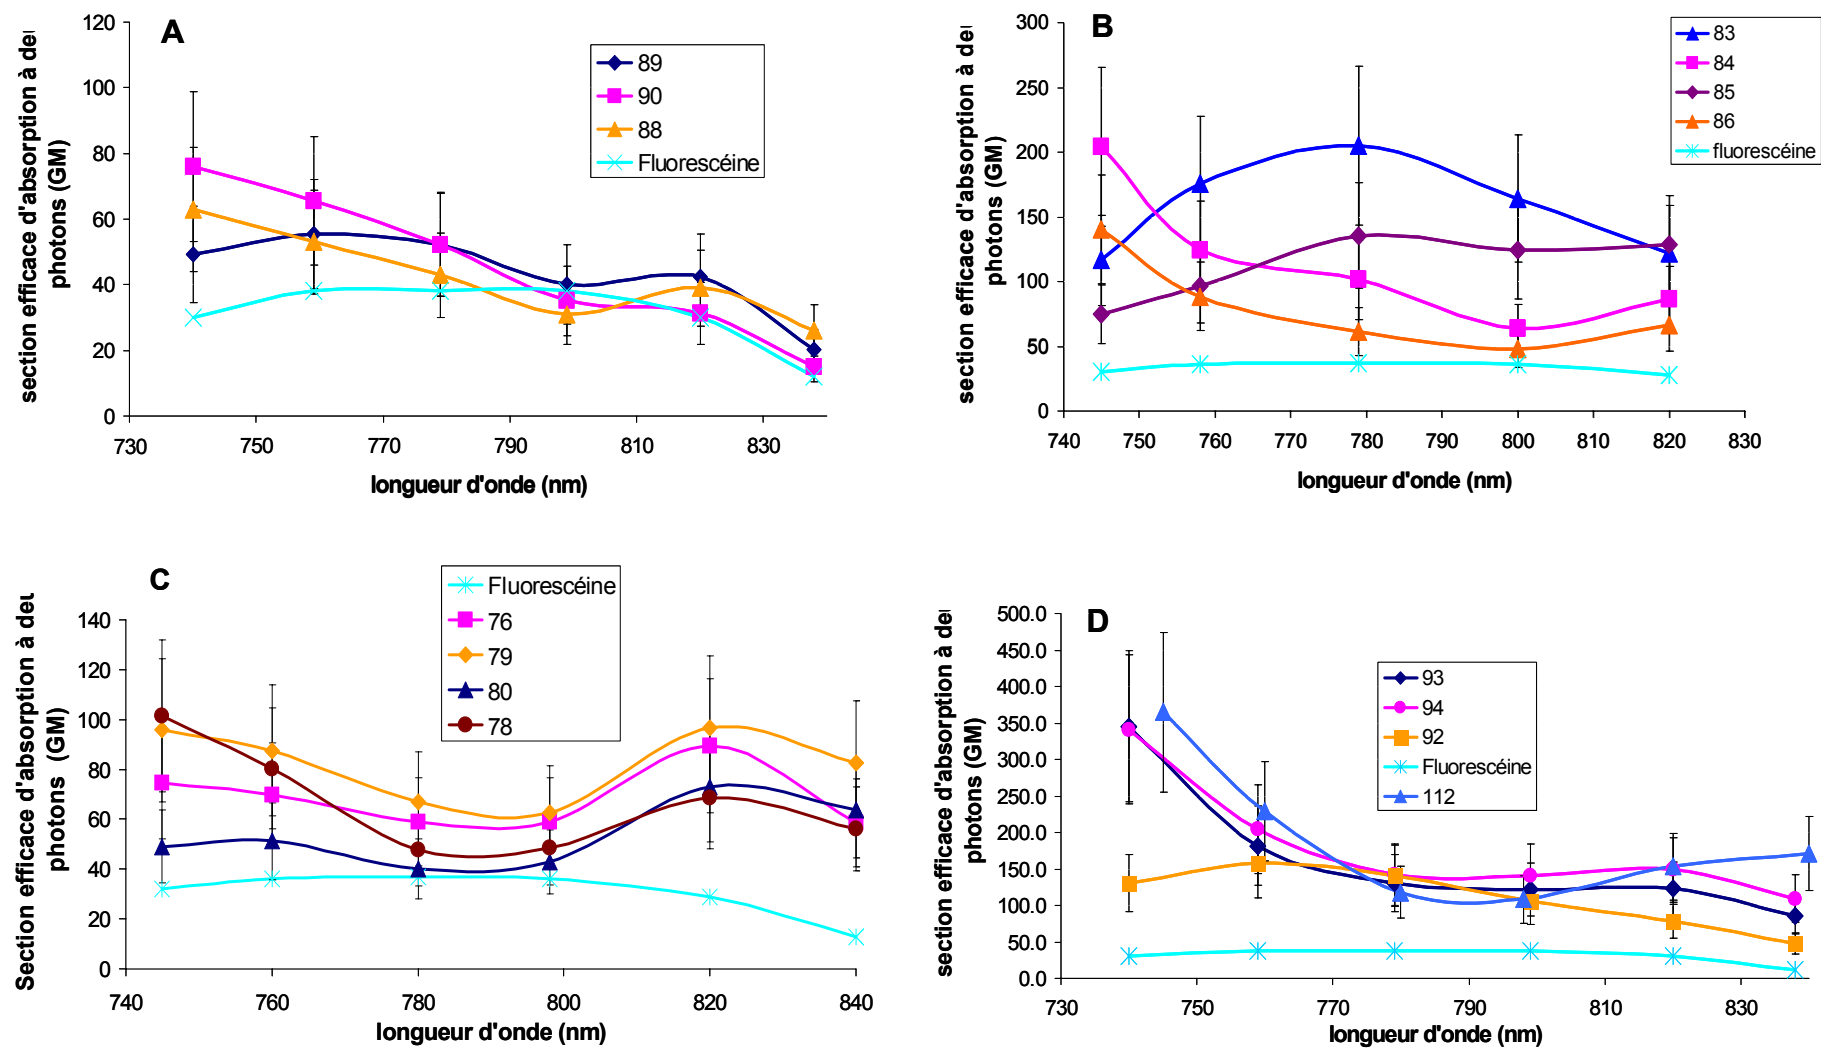 A
120
100
80
60
40
20
0
730 750 770 790 810 830
section efficace d'absorption à de
photons (GM)
longueur d'onde (nm)
89
90
88
Fluorescéine
B
300
250
200
150
100
50
0
740 750 760 770 780 790 800 810 820 830
section efficace d'absorption à de
photons (GM)
longueur d'onde (nm)
83
84
85
86
fluorescéine
C
140
120
100
80
60
40
20
0
740 760 780 800 820 840
Section efficace d'absorption à de
photons (GM)
longueur d'onde (nm)
Fluorescéine
76
79
80
78
D
500.0
450.0
400.0
350.0
300.0
250.0
200.0
150.0
100.0
50.0
0.0
730 750 770 790 810 830
section efficace d'absorption à de
photons (GM)
longueur d'onde (nm)
93
94
92
Fluorescéine
112